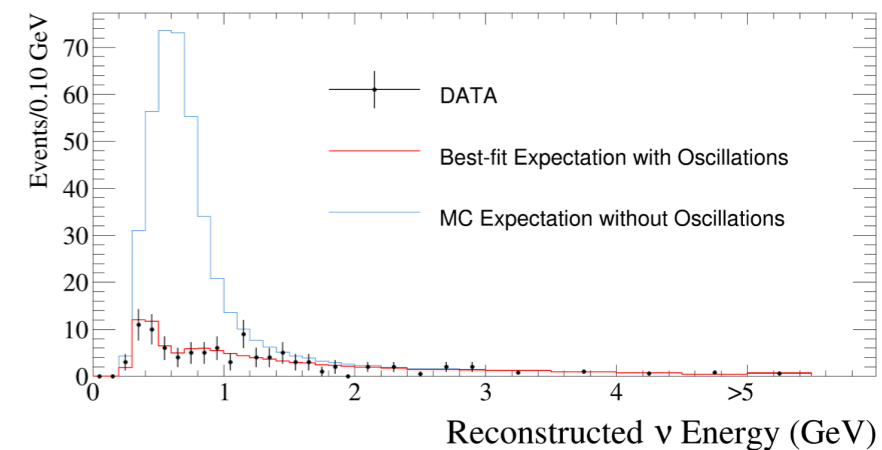 Events/0.10 GeV
70
60
50
40
30
20
10
0
DATA
Best-fit Expectation with Oscillations
MC Expectation without Oscillations
0 1 2 3 4 >5
Reconstructed ν Energy (GeV)